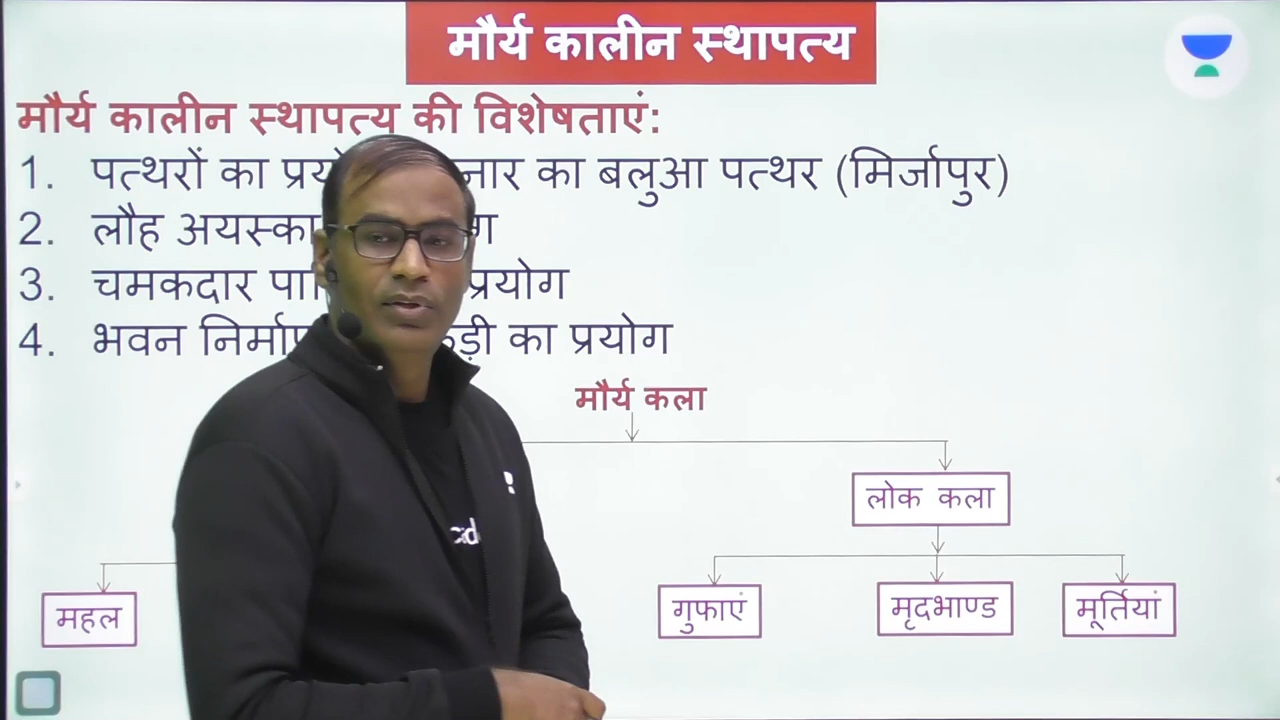 मौर्य कालीन स्थापत्य
मौर्य कालीन स्थापत्य की विशेषताएं:
1. पत्थरों का का बलुआ पत्थर (मिर्जापुर)
2. लौह
3. चमकदार प्रयोग
4. भवन का प्रयोग
मौर्य कला
लोक कला
महल
गुफाएं
मृदभाण्ड
मूर्तियां